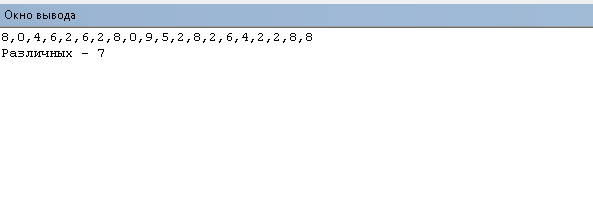 Окно вывода
8,0,4,6,2,6,2,8,0,9,5,2,8,2,6,4,2,2,8,8
Различных - 7